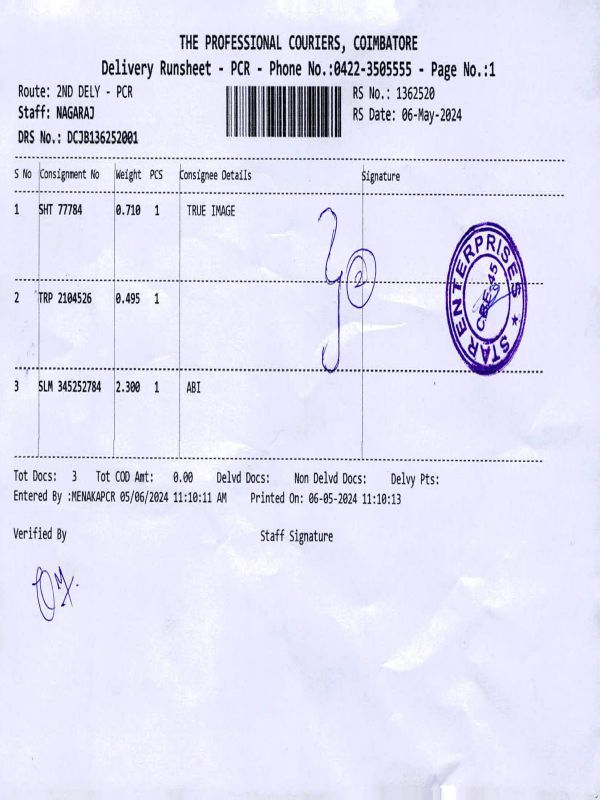 THE PROFESSIONAL COURIERS, COIMBATORE
Delivery Runsheet - PCR - Phone No.:0422-3505555 - Page No.:1
Route: 2ND DELY - PCR
RS No.: 1362520
Staff: NAGARAJ
RS Date: 06-May-2024
DRS No.: DCJB136252001
S No Consignment No Weight PCS Consignee Details Signature
1 SHT 77784 0.710 1 TRUE IMAGE
2
2 TRP 2104526 0.495 1
STAR ENTERPRISES ★
CBE-45
3 SLM 345252784 2.300 1 ABI
Tot Docs: 3 Tot COD Amt: 0.00 Delvd Docs: Non Delvd Docs: Delvy Pts:
Entered By :MENAKAPCR 05/06/2024 11:10:11 AM Printed On: 06-05-2024 11:10:13
Verified By Staff Signature